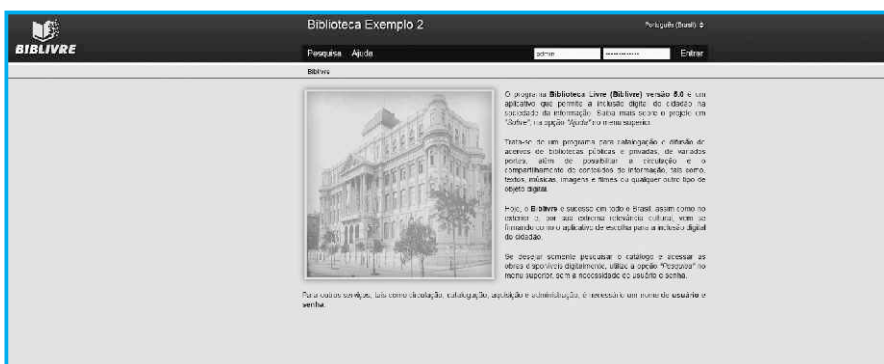 BIBLIVRE
Biblioteca Exemplo 2
Português (Brasil)
Pesquisa Ajuda
admin
Entrar
Biblivre
O programa Biblioteca Livre (Biblivre) versão 5.0 é um
aplicativo que permite a inclusão digital do cidadão na
sociedade da informação. Saiba mais sobre o projeto em
"Sobre", na opção "Ajuda" no menu superior.
Trata-se de um programa para catalogação e difusão de
acervos de bibliotecas públicas e privadas, de variados
portes, além de possibilitar a circulação e o
compartilhamento de conteúdos de informação, tais como,
textos, músicas, imagens e filmes ou qualquer outro tipo de
objeto digital.
Hoje, o Biblivre é sucesso em todo o Brasil, assim como no
exterior e, por sua extrema relevância cultural, vem se
firmando como o aplicativo de escolha para a inclusão digital
do cidadão.
Se desejar somente pesquisar o catálogo e acessar as
obras disponíveis digitalmente, utilize a opção "Pesquisa" no
menu superior, sem a necessidade de usuário e senha.
Para outros serviços, tais como circulação, catalogação, aquisição e administração, é necessário um nome de usuário e
senha.